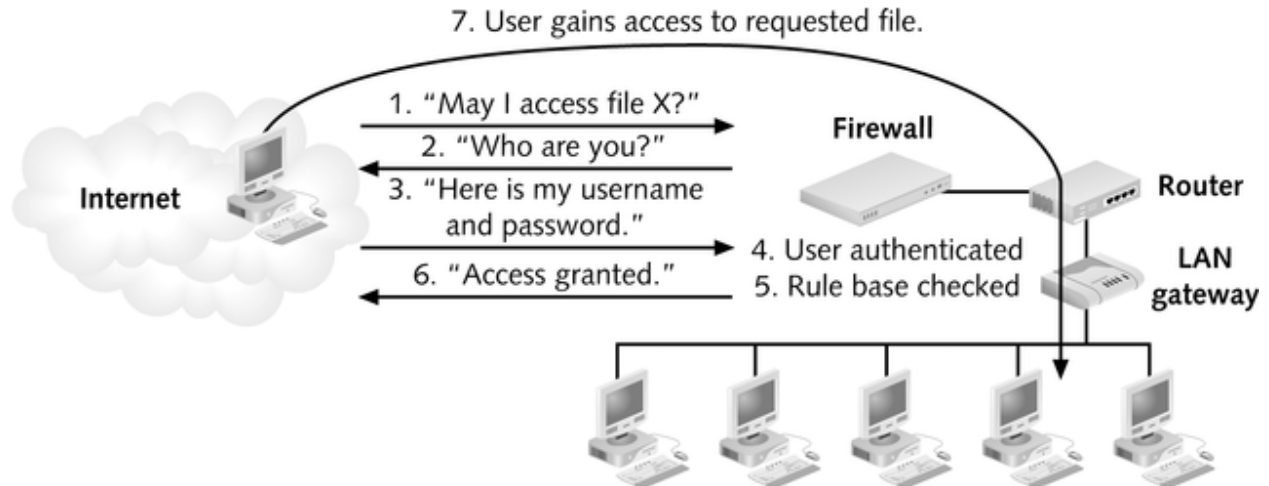 7. User gains access to requested file.
1. “May I access file X?”
Firewall
2. “Who are you?”
Internet
3. “Here is my username
and password.”
Router
4. User authenticated
6. “Access granted.”
5. Rule base checked
LAN
gateway